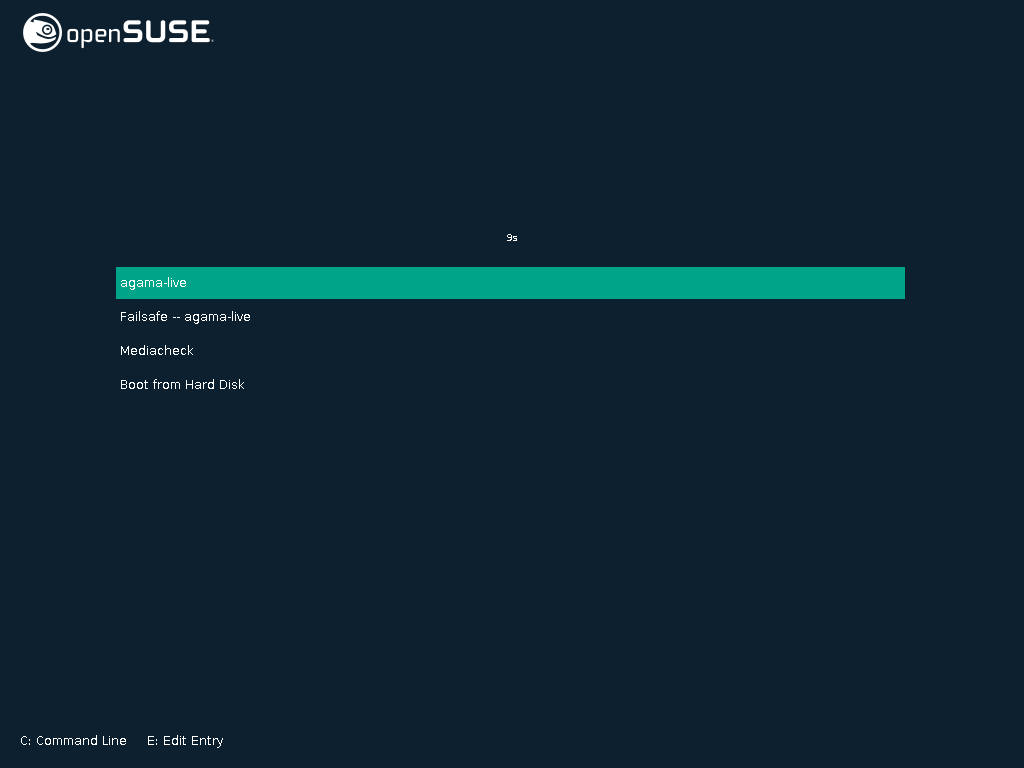 openSUSE.
9s
agama-live
Failsafe -- agama-live
Mediacheck
Boot from Hard Disk
C: Command Line E: Edit Entry